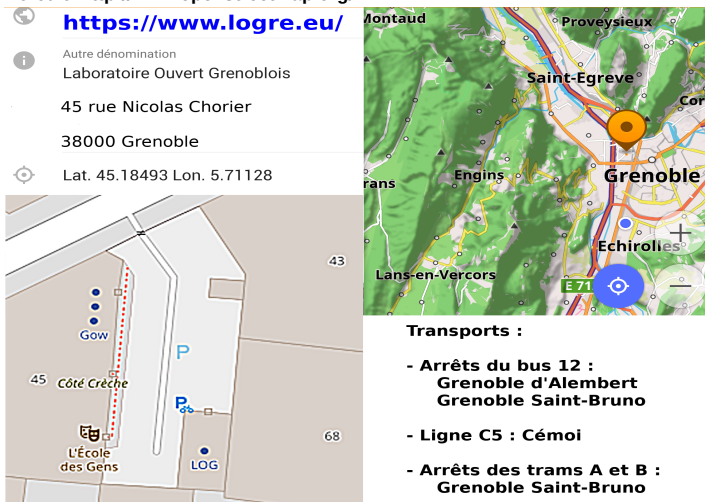 https://www.logre.eu/
Autre dénomination
Laboratoire Ouvert Grenoblois
45 rue Nicolas Chorier
38000 Grenoble
Lat. 45.18493 Lon. 5.71128
43
Gow
P
45
Côté Crèche
P
68
L'École
des Gens
LOG
Montaud
Proveysieux
Saint-Egreve
Cor
Engins
rans
Grenoble
Echirolles
Lans-en-Vercors
E 71
Transports :
- Arrêts du bus 12 :
Grenoble d'Alembert
Grenoble Saint-Bruno
- Ligne C5 : Cémoi
- Arrêts des trams A et B :
Grenoble Saint-Bruno